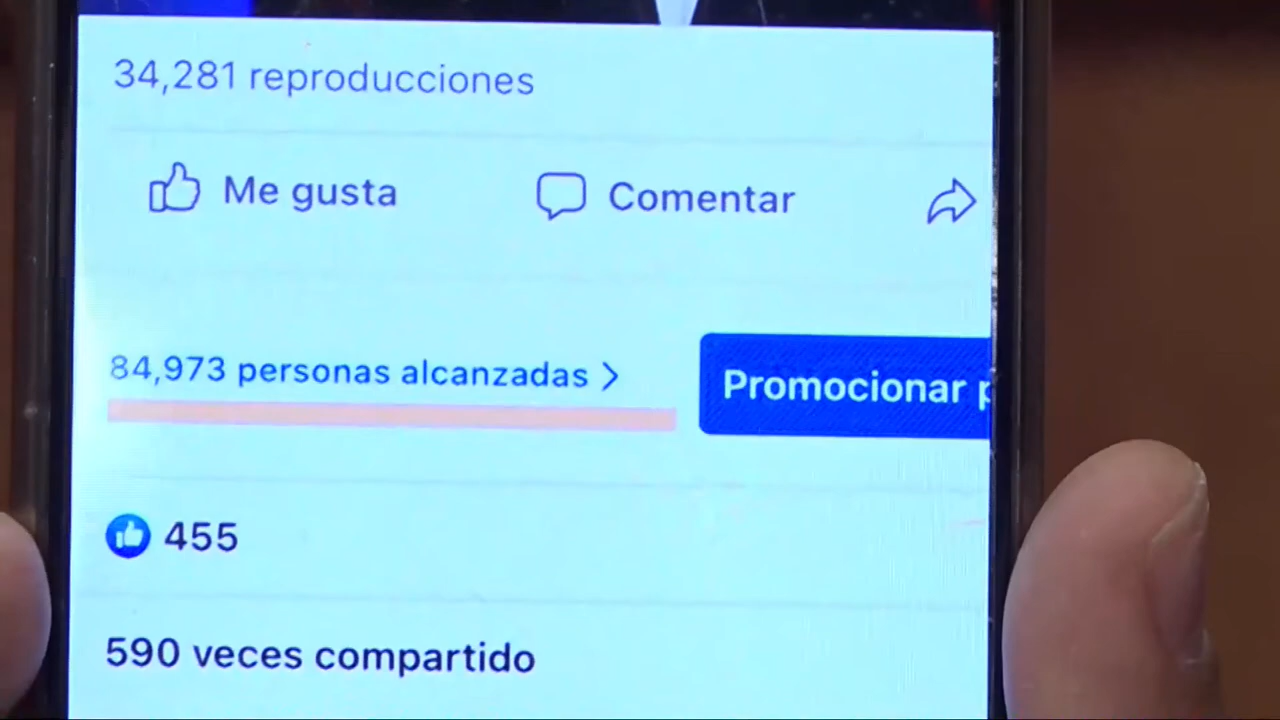 34,281 reproducciones
Me gusta Comentar
84,973 personas alcanzadas
Promocionar
455
590 veces compartido